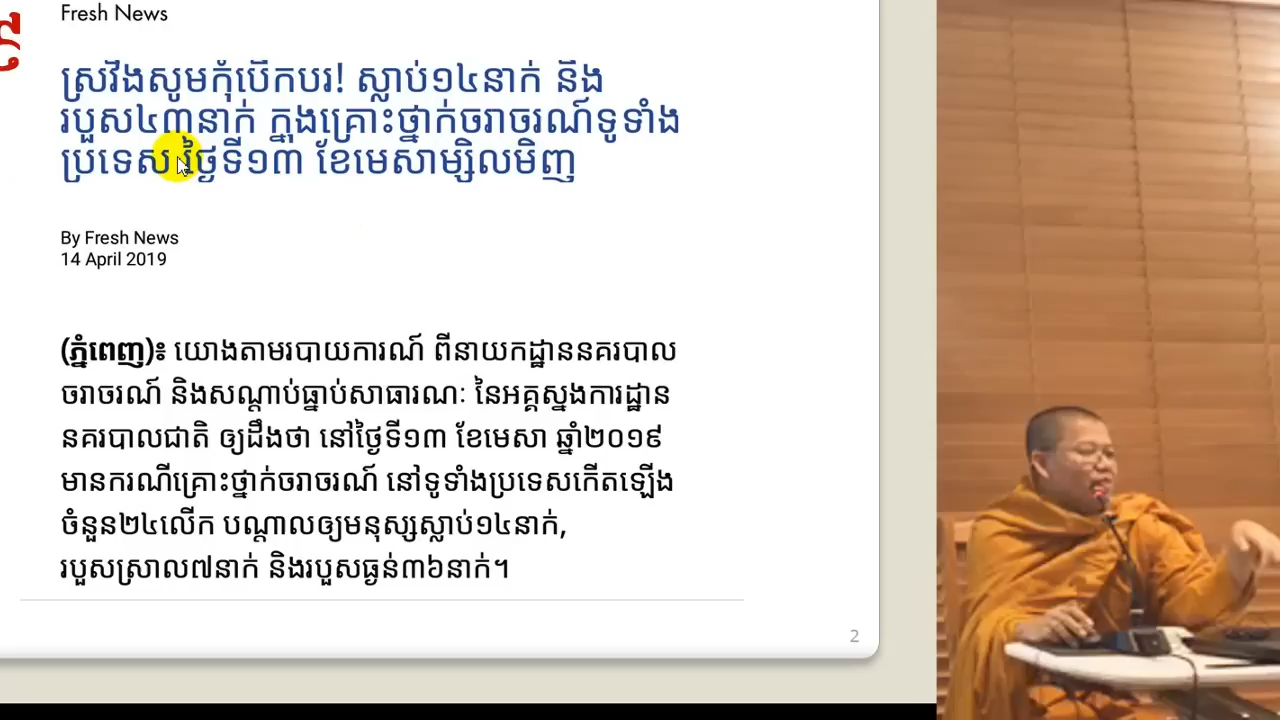 Fresh News
ស្រវឹងសូមកុំបើកបរ! ស្លាប់១៤នាក់ និង
របួស៤៣នាក់ ក្នុងគ្រោះថ្នាក់ចរាចរណ៍ទូទាំង
ប្រទេស ថ្ងៃទី១៣ ខែមេសាម្សិលមិញ
By Fresh News
14 April 2019
(ភ្នំពេញ)៖ យោងតាមរបាយការណ៍ ពីនាយកដ្ឋាននគរបាល
ចរាចរណ៍ និងសណ្តាប់ធ្នាប់សាធារណៈ នៃអគ្គស្នងការដ្ឋាន
នគរបាលជាតិ ឲ្យដឹងថា នៅថ្ងៃទី១៣ ខែមេសា ឆ្នាំ២០១៩
មានករណីគ្រោះថ្នាក់ចរាចរណ៍ នៅទូទាំងប្រទេសកើតឡើង
ចំនួន២៤លើក បណ្តាលឲ្យមនុស្សស្លាប់១៤នាក់,
របួសស្រាល៧នាក់ និងរបួសធ្ងន់៣៦នាក់។
2